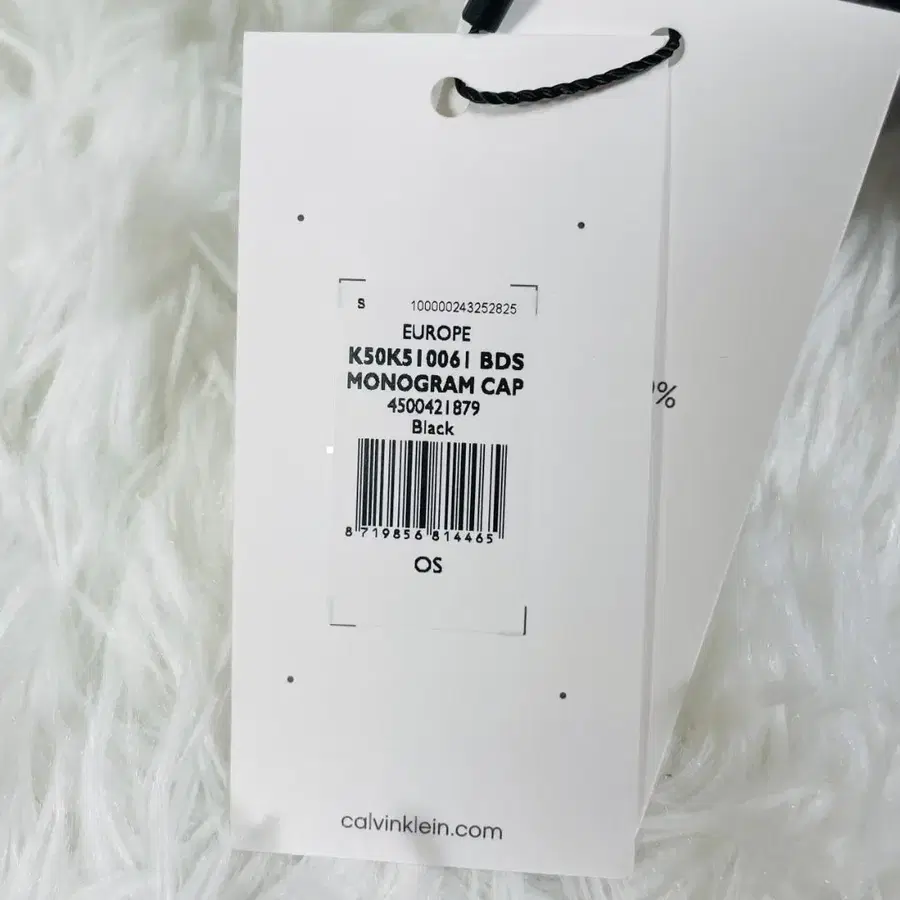 S 100000243252825
EUROPE
K50K510061 BDS
MONOGRAM CAP
4500421879
Black
8 719856 814465
OS
%
calvinklein.com